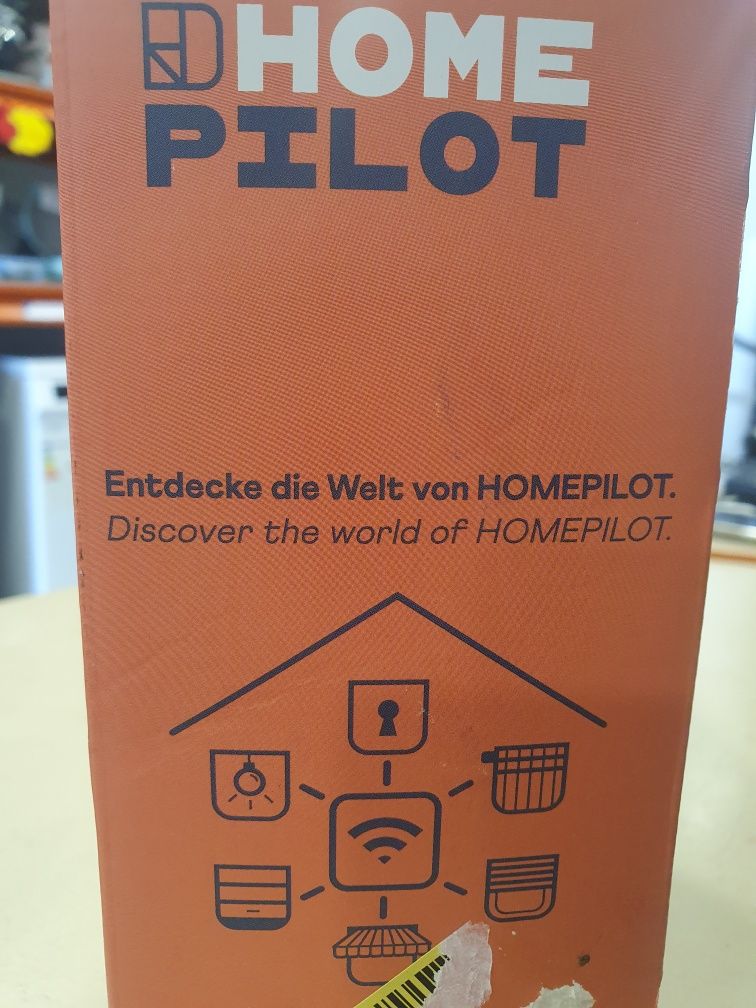 HOME
PILOT
Entdecke die Welt von HOMEPILOT.
Discover the world of HOMEPILOT.